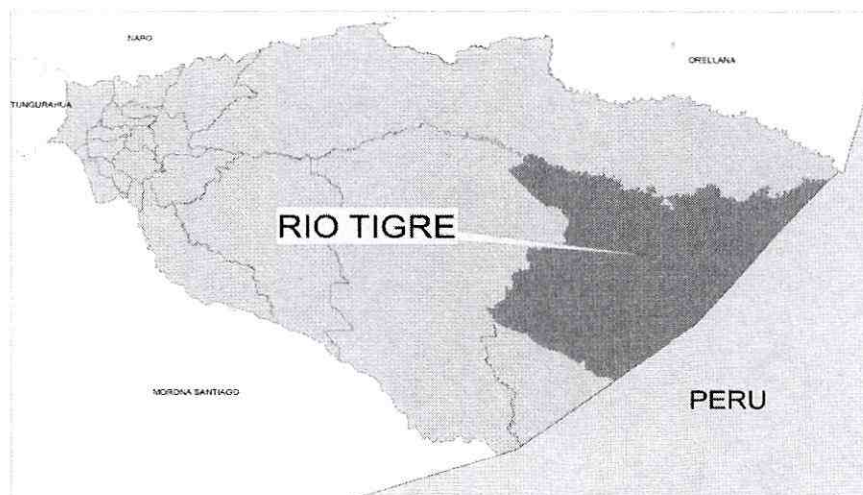 NAPO
ORELLANA
TUNGURAHUA
RIO TIGRE
MORONA SANTIAGO
PERU